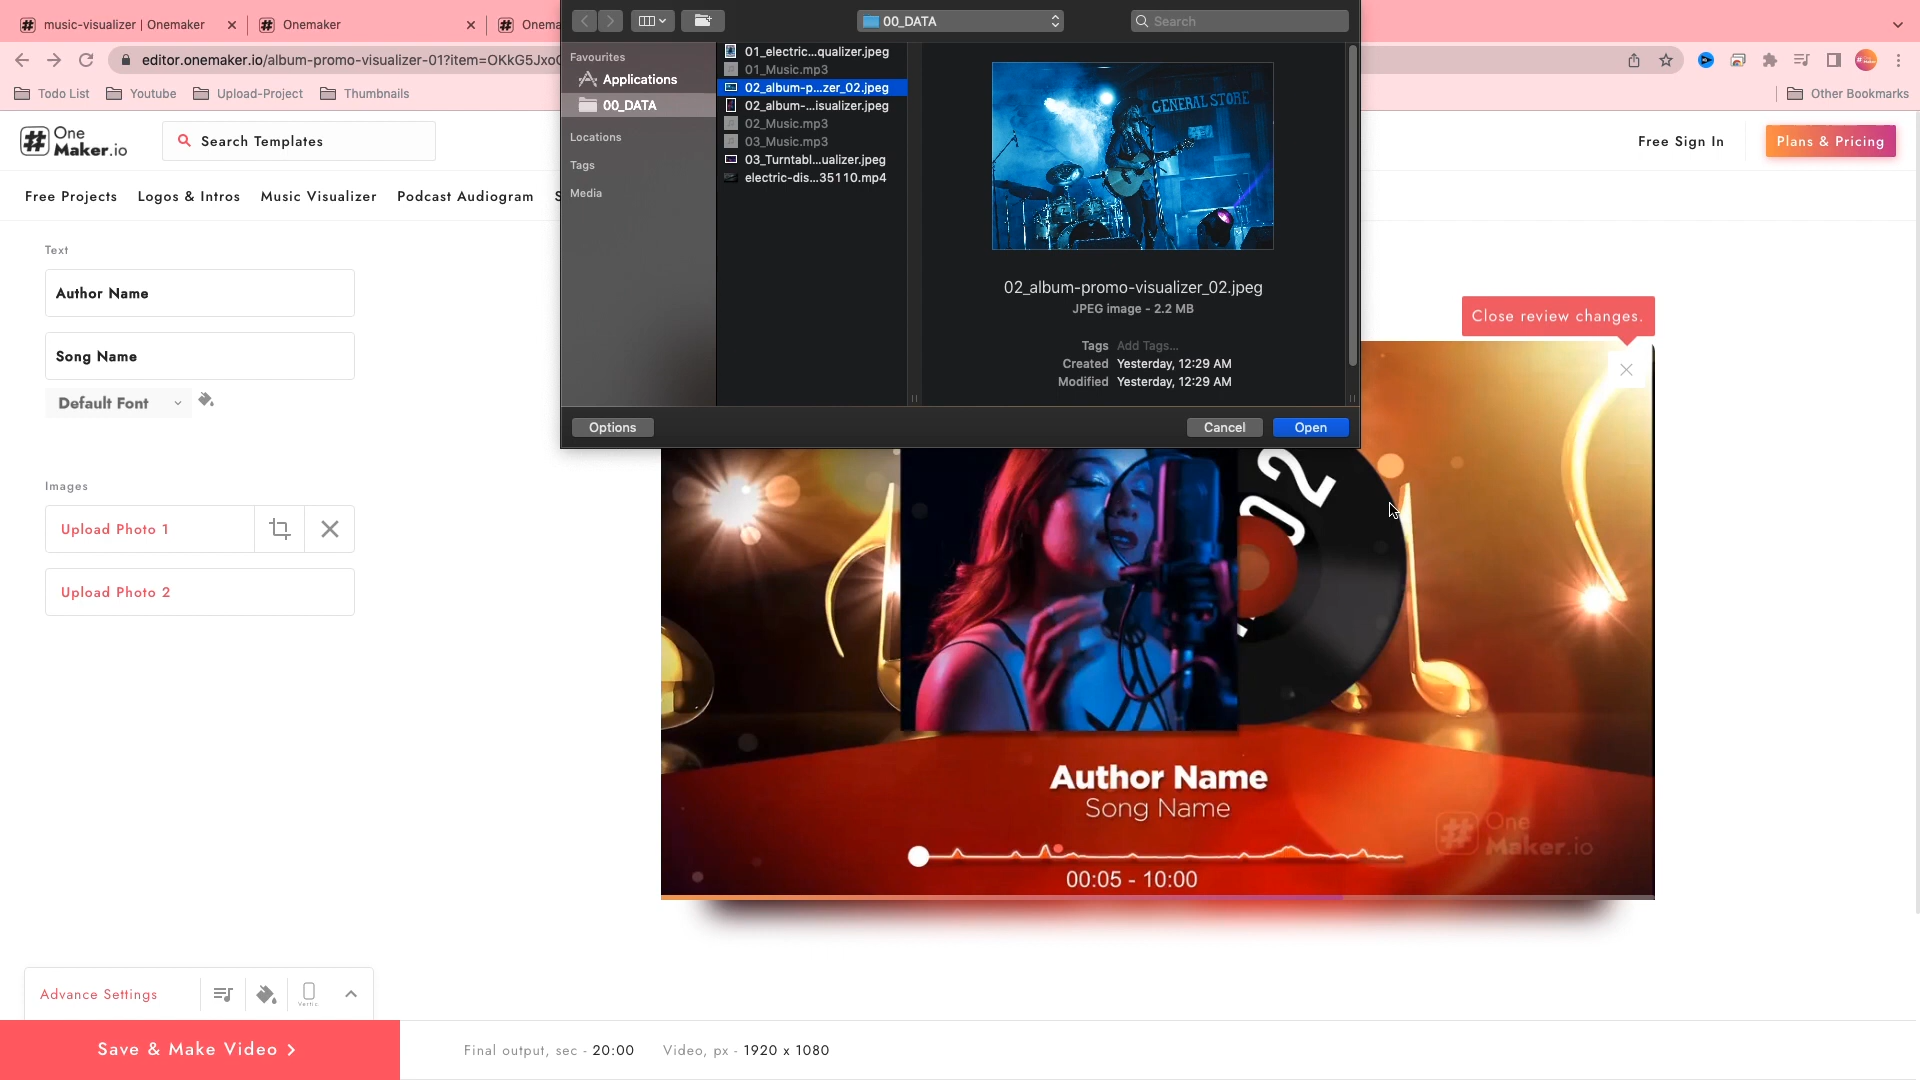 music-visualizer | Onemaker
Onemaker
Onema
editor.onemaker.io/album-promo-visualizer-01?item=OKkG5Jxo
Todo List
Youtube
Upload-Project
Thumbnails
Other Bookmarks
00_DATA
Search
Favourites
Applications
00_DATA
Locations
Tags
Media
01_electric...qualizer.jpeg
01_Music.mp3
02_album-p...zer_02.jpeg
02_album-...isualizer.jpeg
02_Music.mp3
03_Music.mp3
03_Turntabl...ualizer.jpeg
electric-dis...35110.mp4
GENERAL STORE
02_album-promo-visualizer_02.jpeg
JPEG image - 2.2 MB
Tags Add Tags...
Created Yesterday, 12:29 AM
Modified Yesterday, 12:29 AM
Options
Cancel
Open
One Maker.io
Search Templates
Free Sign In
Plans & Pricing
Free Projects
Logos & Intros
Music Visualizer
Podcast Audiogram
Text
Author Name
Song Name
Default Font
Images
Upload Photo 1
Upload Photo 2
Close review changes.
02
Author Name
Song Name
One
Maker.io
00:05 - 10:00
Advance Settings
Save & Make Video
Final output, sec - 20:00
Video, px - 1920 x 1080